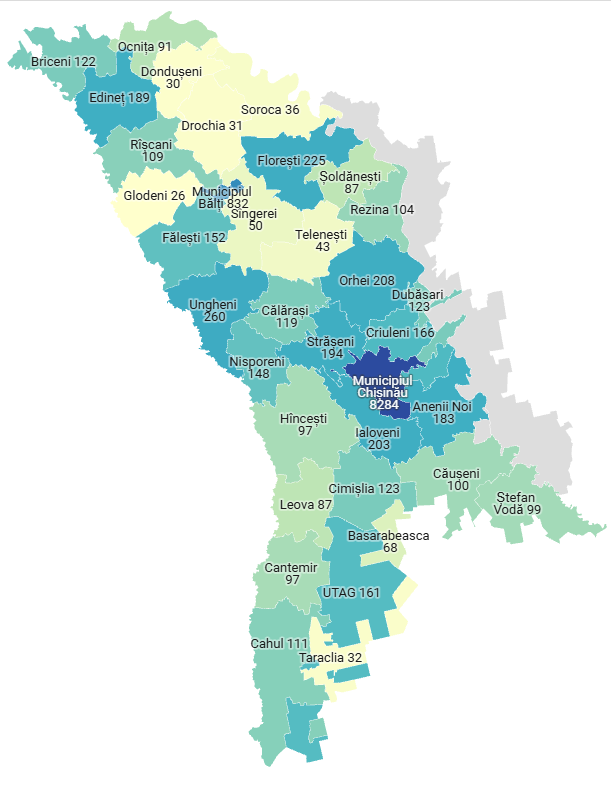 Ocnița 91
Briceni 122
Dondușeni
30
Edineț 189
Soroca 36
Drochia 31
Rîșcani
109
Florești 225
Șoldănești
87
Glodeni 26
Municipiul
Bălți 832
Sîngerei
50
Rezina 104
Telenești
43
Fălești 152
Orhei 208
Dubăsari
123
Ungheni
260
Călărași
119
Criuleni 166
Strășeni
194
Nisporeni
148
Municipiul
Chișinău
8284
Anenii Noi
183
Hîncești
97
Ialoveni
203
Căușeni
100
Cimișlia 123
Ștefan
Vodă 99
Leova 87
Basarabeasca
68
Cantemir
97
UTAG 161
Cahul 111
Taraclia 32